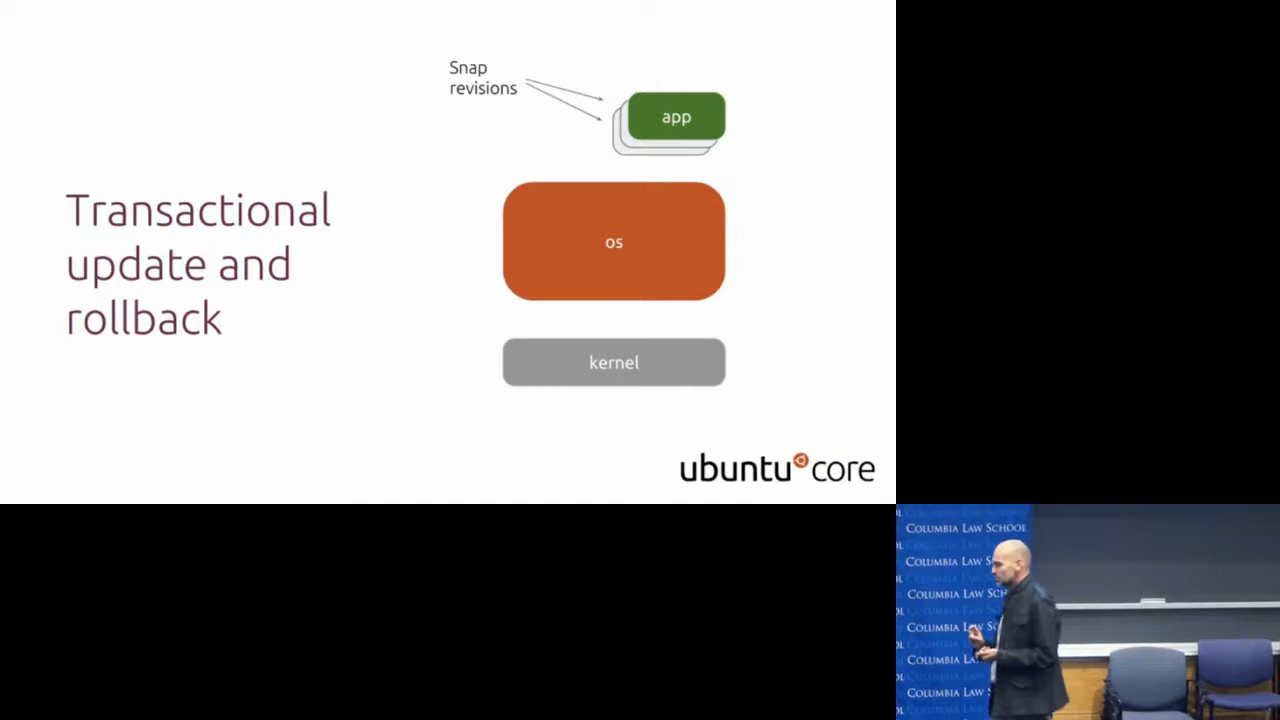 Snap
revisions
app
Transactional
update and
rollback
os
kernel
ubuntu core
COLUMBIA LAW SCHOOL
COLUMBIA LAW SCH
COLUMBIA LAW SCH
COLUMBIA LAW SC
COLUMBIA LA
COLUMBIA LAW